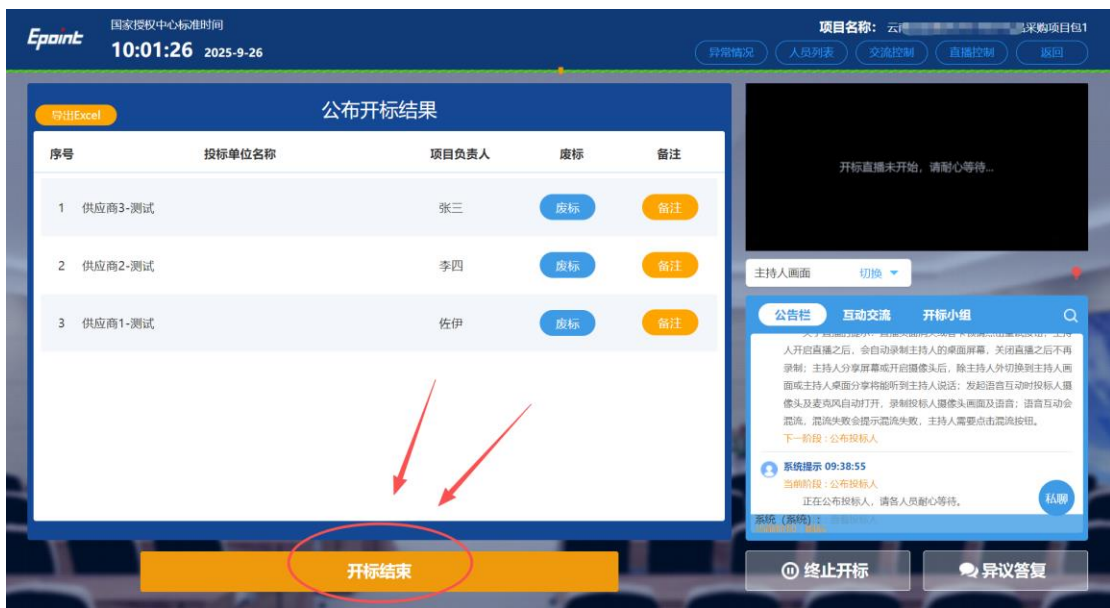 Epoint
国家授权中心标准时间
10:01:26 2025-9-26
项目名称：云 采购项目包1
异常情况 人员列表 交流控制 直播控制 返回
导出Excel
公布开标结果
序号 投标单位名称 项目负责人 废标 备注
1 供应商3-测试 张三 废标 备注
2 供应商2-测试 李四 废标 备注
3 供应商1-测试 佐伊 废标 备注
开标结束
开标直播未开始，请耐心等待...
主持人画面 切换
公告栏 互动交流 开标小组
人开启直播之后，会自动录制主持人的桌面屏幕，关闭直播之后不再
录制；主持人分享屏幕或开启摄像头后，除主持人外切换到主持人画
面或主持人桌面分享将能听到主持人说话；发起语音互动时投标人摄
像头及麦克风自动打开，录制投标人摄像头画面及语音；语音互动会
混流，混流失败会提示混流失败，主持人需要点击混流按钮。
下一阶段：公布投标人
系统提示 09:38:55
当前阶段：公布投标人
正在公布投标人，请各人员耐心等待。
私聊
系统（系统）：
终止开标 异议答复